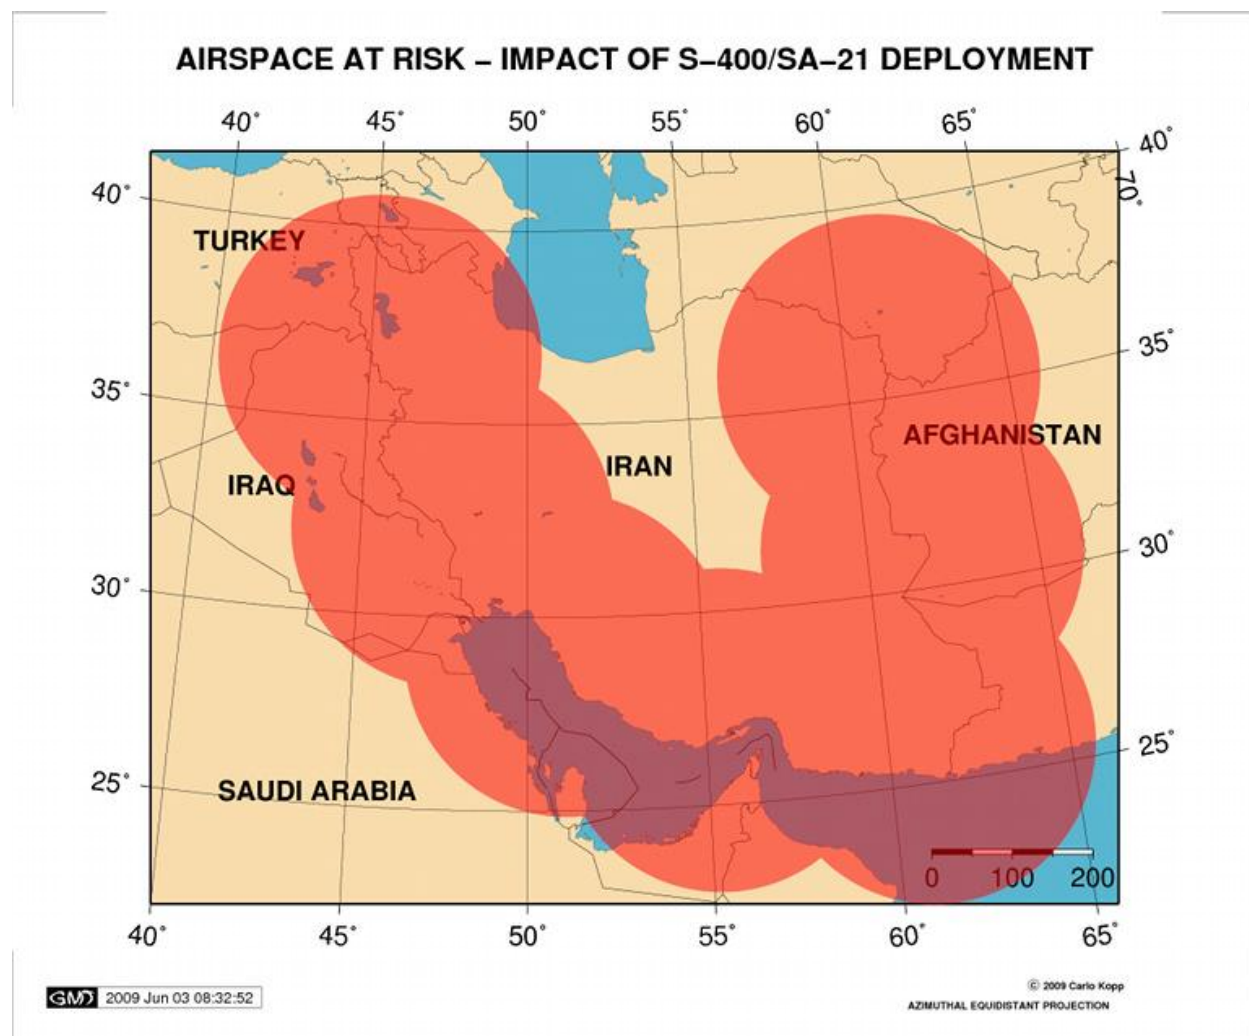 AIRSPACE AT RISK – IMPACT OF S–400/SA–21 DEPLOYMENT
40° 45° 50° 55° 60° 65°
40°
70°
40°
TURKEY
35°
35°
AFGHANISTAN
IRAN
IRAQ
30°
30°
25°
25°
SAUDI ARABIA
0 100 200
40° 45° 50° 55° 60° 65°
© 2009 Carlo Kopp
GMT 2009 Jun 03 08:32:52
AZIMUTHAL EQUIDISTANT PROJECTION